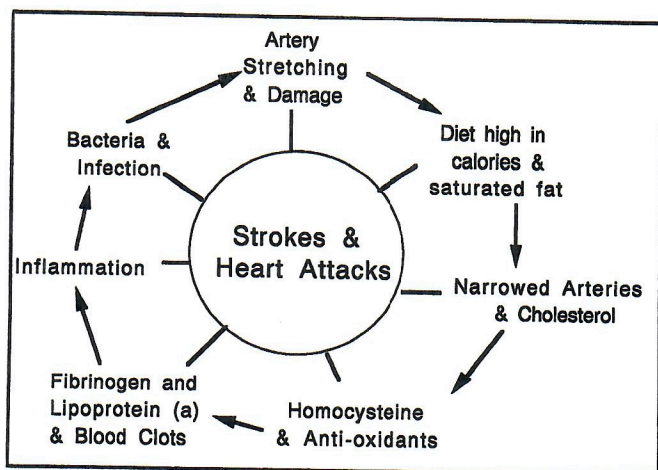 Artery
Stretching
& Damage
Diet high in
calories &
saturated fat
Narrowed Arteries
& Cholesterol
Homocysteine
& Anti-oxidants
Fibrinogen and
Lipoprotein (a)
& Blood Clots
Inflammation
Bacteria &
Infection
Strokes &
Heart Attacks